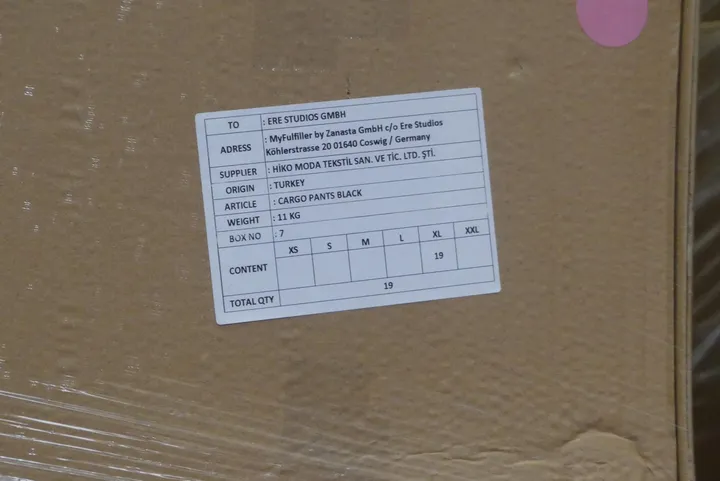 TO : ERE STUDIOS GMBH
ADRESS : MyFulfiller by Zanasta GmbH c/o Ere Studios
Köhlerstrasse 20 01640 Coswig / Germany
SUPPLIER : HİKO MODA TEKSTİL SAN. VE TİC. LTD. ŞTİ.
ORIGIN : TURKEY
ARTICLE : CARGO PANTS BLACK
WEIGHT : 11 KG
BOX NO : 7
XS S M L XL XXL
CONTENT 19
TOTAL QTY 19